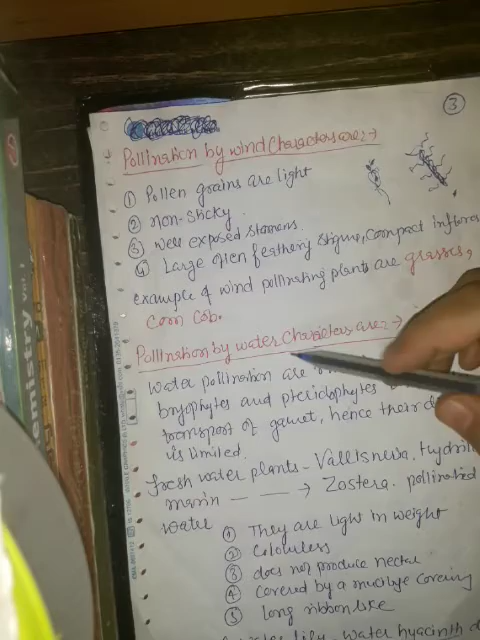 3
Pollination by wind Characters are:→
① Pollen grains are light
② non-sticky.
③ well exposed stamens.
④ Large often feathery stigma, compact inflores
example of wind pollinating plants are grasses,
Corn Cob.
Pollination by water Characters are:→
Water pollination are
bryophytes and pteridophytes
transport of gamet, hence their
is limited.
fresh water plants - Vallisneria, Hydrill
marin — — → Zostera. pollinated
water
① They are light in weight
② Colourless
③ does not produce nectar
④ covered by a mucilage covering
⑤ long ribbon like
water lily, water hyacinth